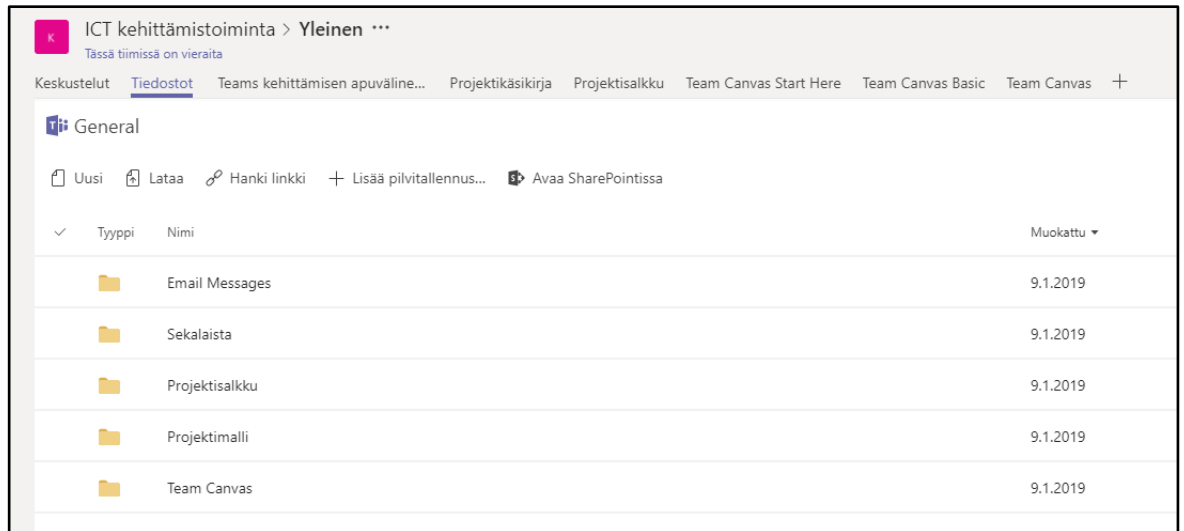 K
ICT kehittämistoiminta > Yleinen ···
Tässä tiimissä on vieraita
Keskustelut Tiedostot Teams kehittämisen apuväline... Projektikäsikirja Projektisalkku Team Canvas Start Here Team Canvas Basic Team Canvas +
General
Uusi Lataa Hanki linkki + Lisää pilvitallennus... Avaa SharePointissa
Tyyppi Nimi Muokattu
Email Messages 9.1.2019
Sekalaista 9.1.2019
Projektisalkku 9.1.2019
Projektimalli 9.1.2019
Team Canvas 9.1.2019